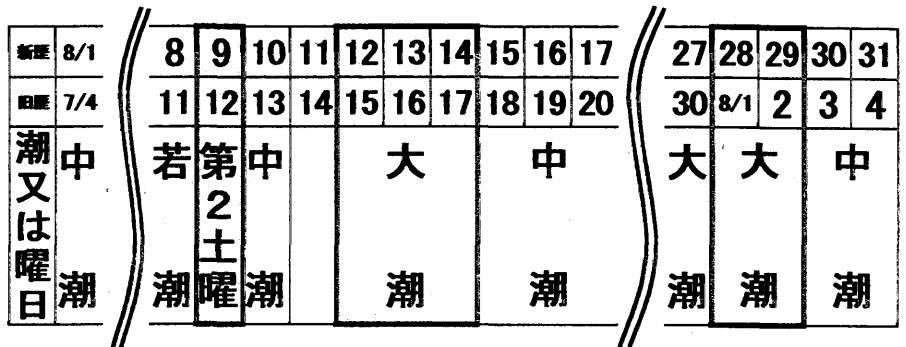 新暦 8/1 8 9 10 11 12 13 14 15 16 17 27 28 29 30 31
旧暦 7/4 11 12 13 14 15 16 17 18 19 20 30 8/1 2 3 4
潮又は曜日 中潮 若潮 第2土曜 中潮 大潮 中潮 大潮 大潮 中潮